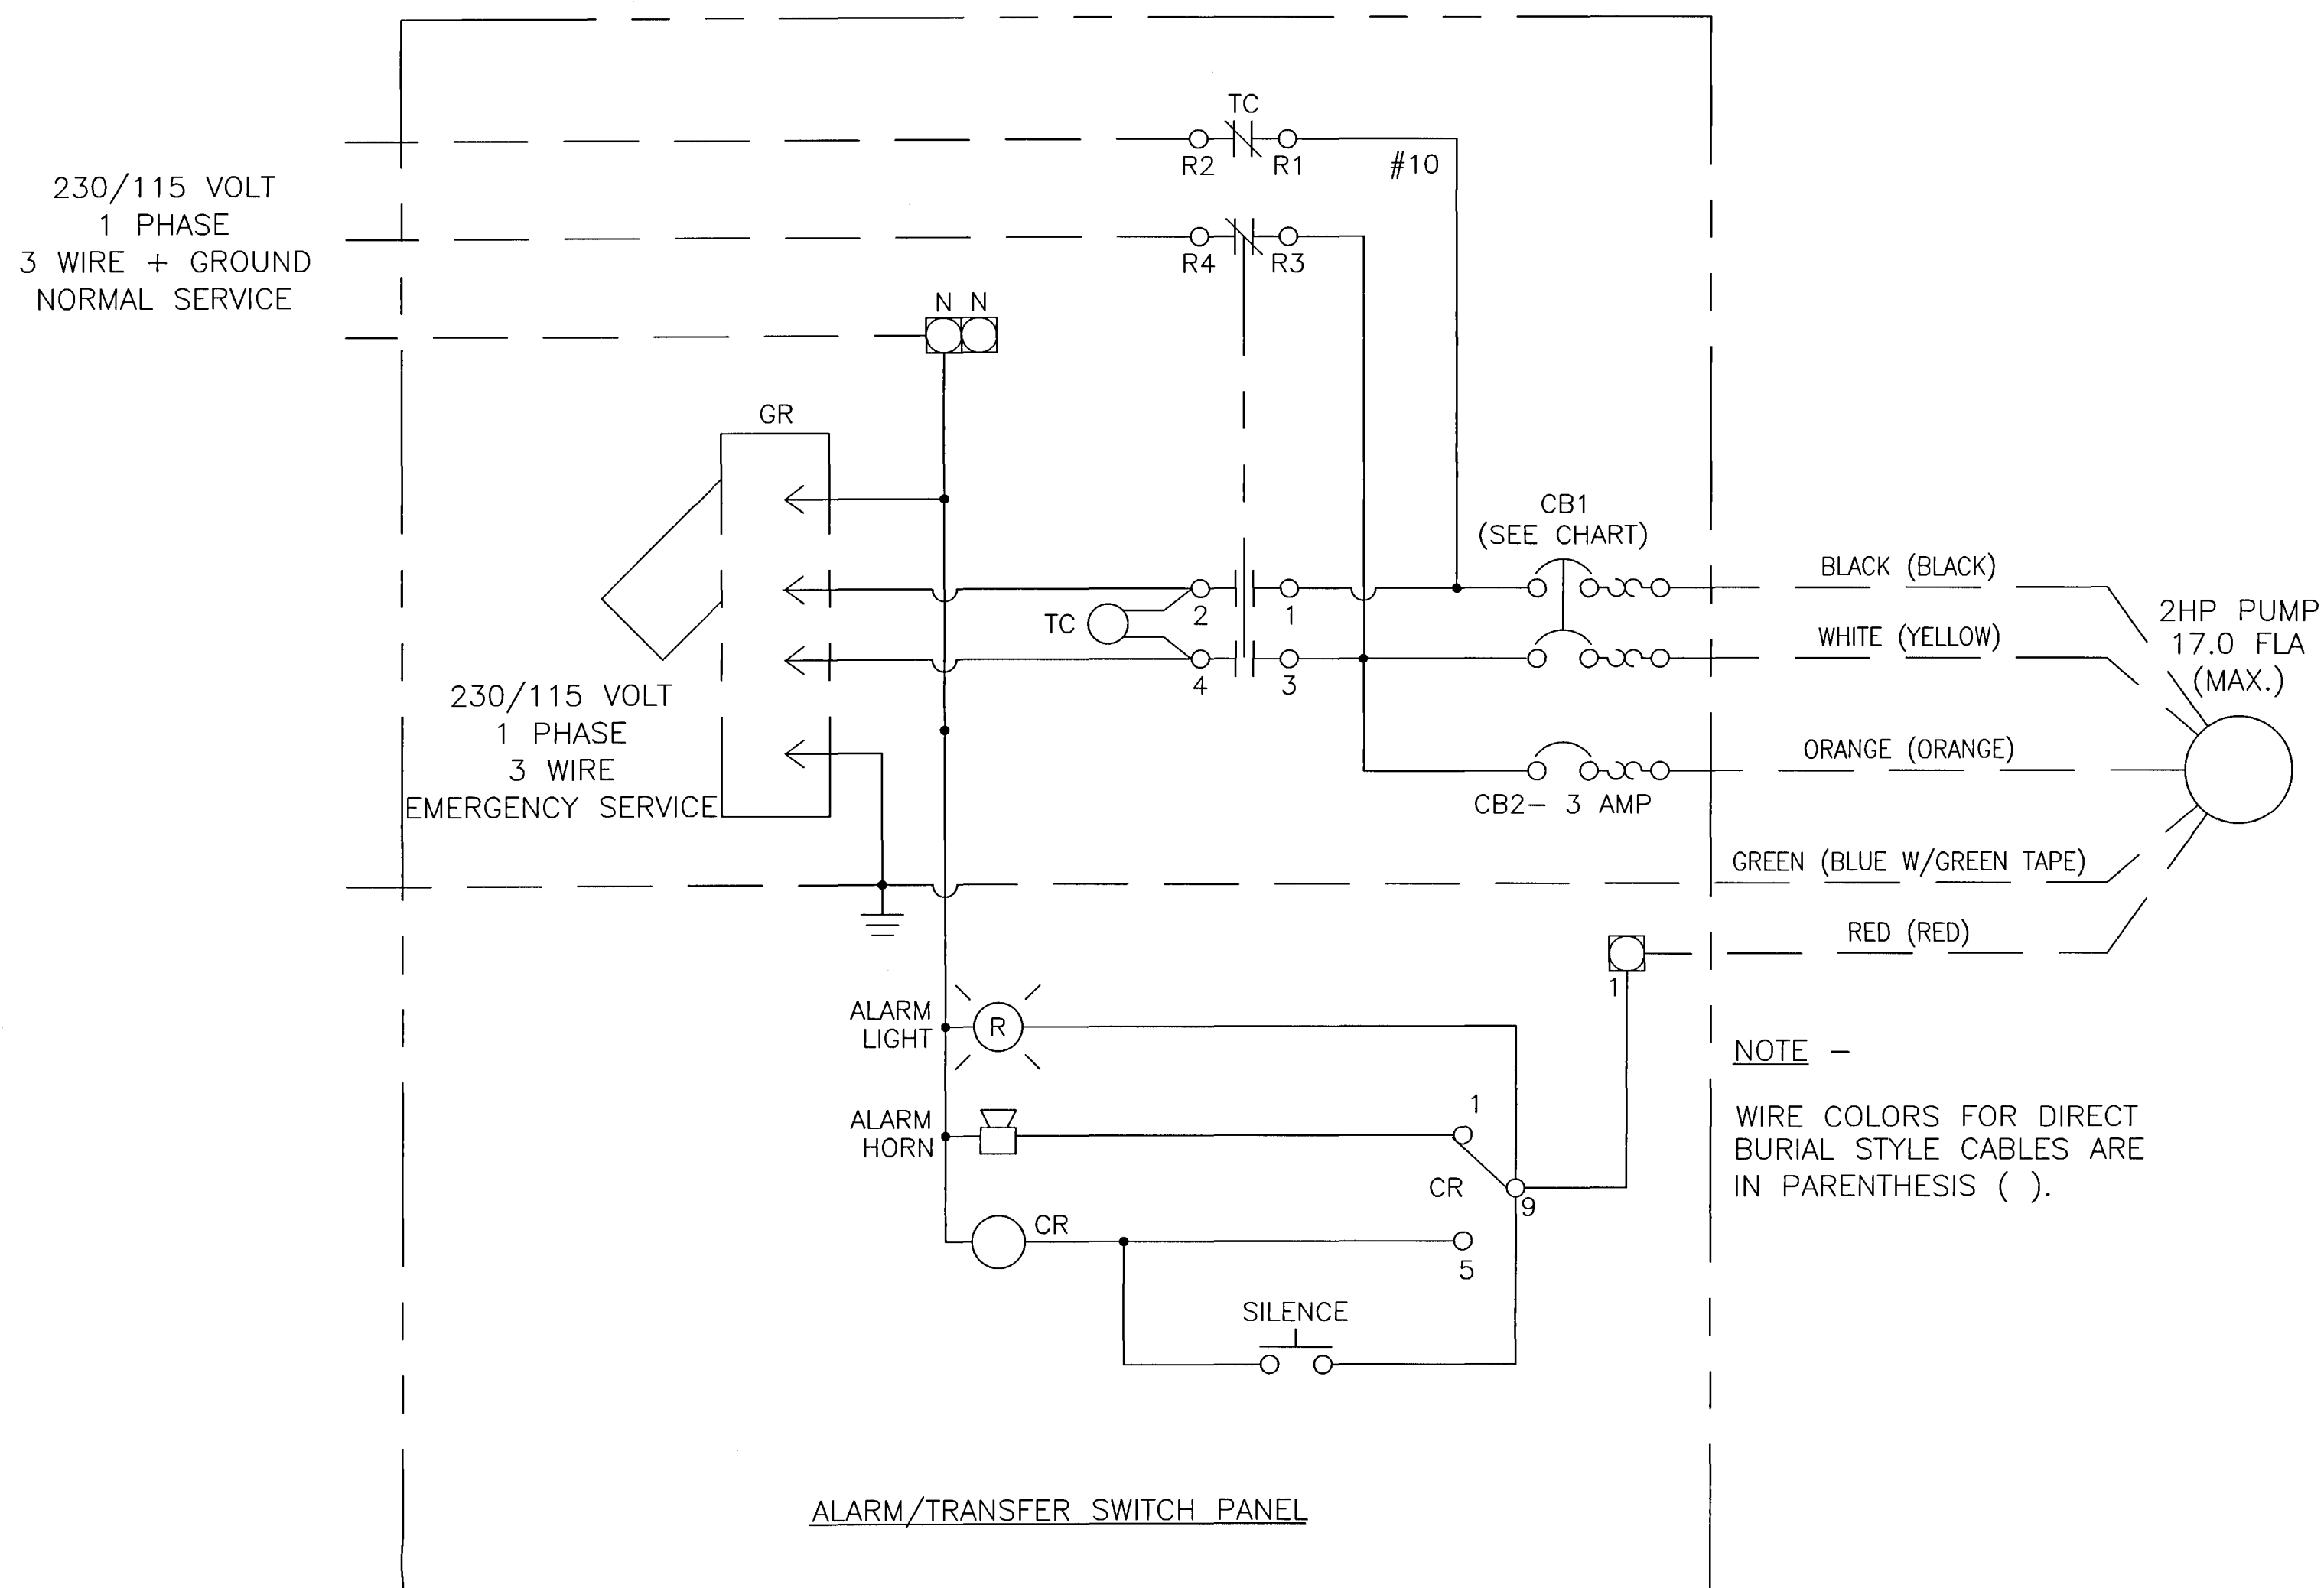 TC
R2
R1
#10
230/115 VOLT
1 PHASE
3 WIRE + GROUND
NORMAL SERVICE
R4
R3
N N
GR
CB1
(SEE CHART)
BLACK (BLACK)
2
1
TC
WHITE (YELLOW)
2HP PUMP
17.0 FLA
(MAX.)
4
3
230/115 VOLT
1 PHASE
3 WIRE
EMERGENCY SERVICE
ORANGE (ORANGE)
CB2- 3 AMP
GREEN (BLUE W/GREEN TAPE)
RED (RED)
1
ALARM
LIGHT
R
NOTE -
WIRE COLORS FOR DIRECT
BURIAL STYLE CABLES ARE
IN PARENTHESIS ( ).
ALARM
HORN
1
CR
9
CR
5
SILENCE
ALARM/TRANSFER SWITCH PANEL